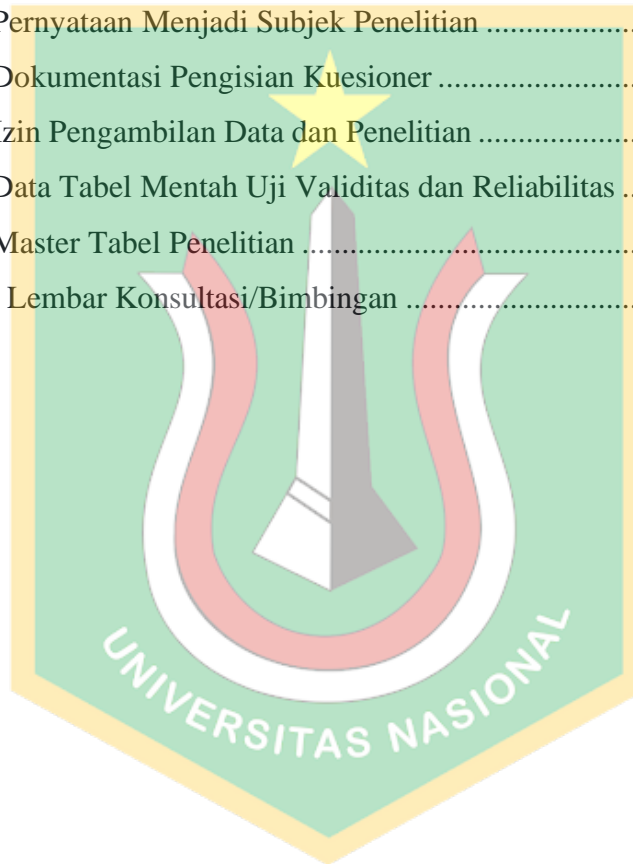 Pernyataan Menjadi Subjek Penelitian ......................
Dokumentasi Pengisian Kuesioner ............................
Izin Pengambilan Data dan Penelitian .......................
Data Tabel Mentah Uji Validitas dan Reliabilitas ..
Master Tabel Penelitian ...............................................
Lembar Konsultasi/Bimbingan ................................
UNIVERSITAS NASIONAL